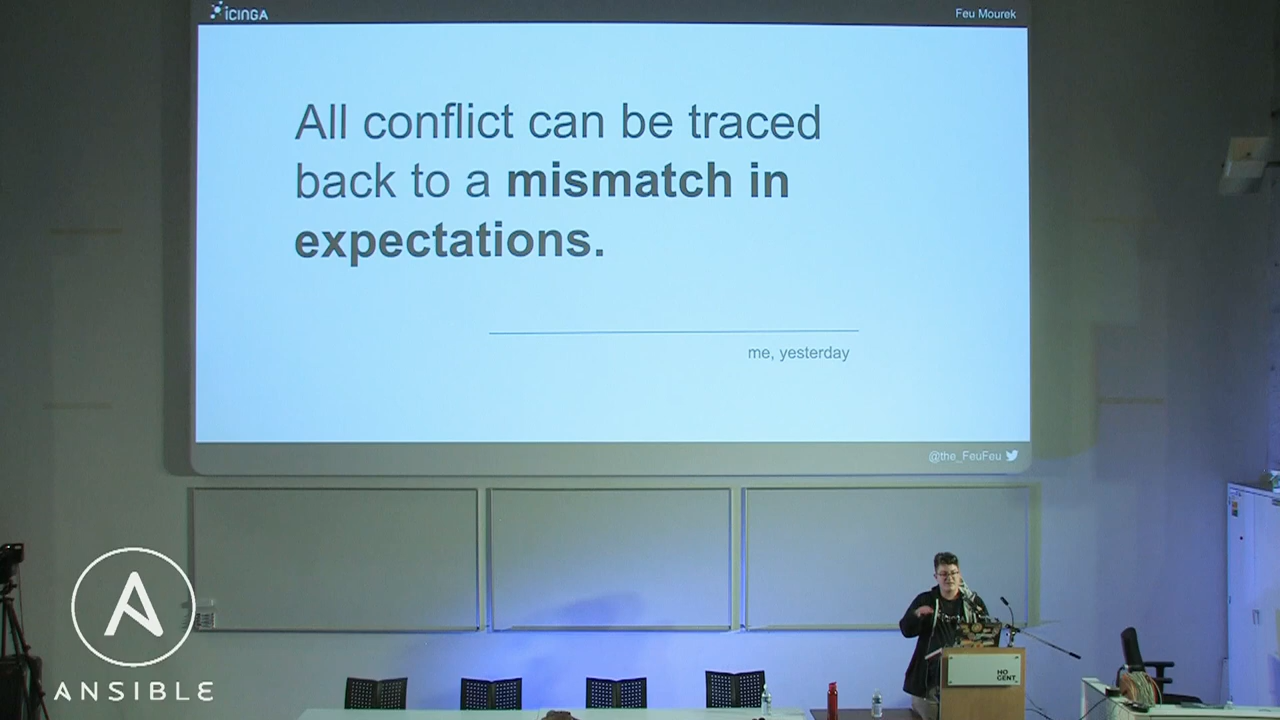 iCINGA
Feu Mourek
All conflict can be traced
back to a mismatch in
expectations.
me, yesterday
@the_FeuFeu
HO
GENT
ANSIBLE